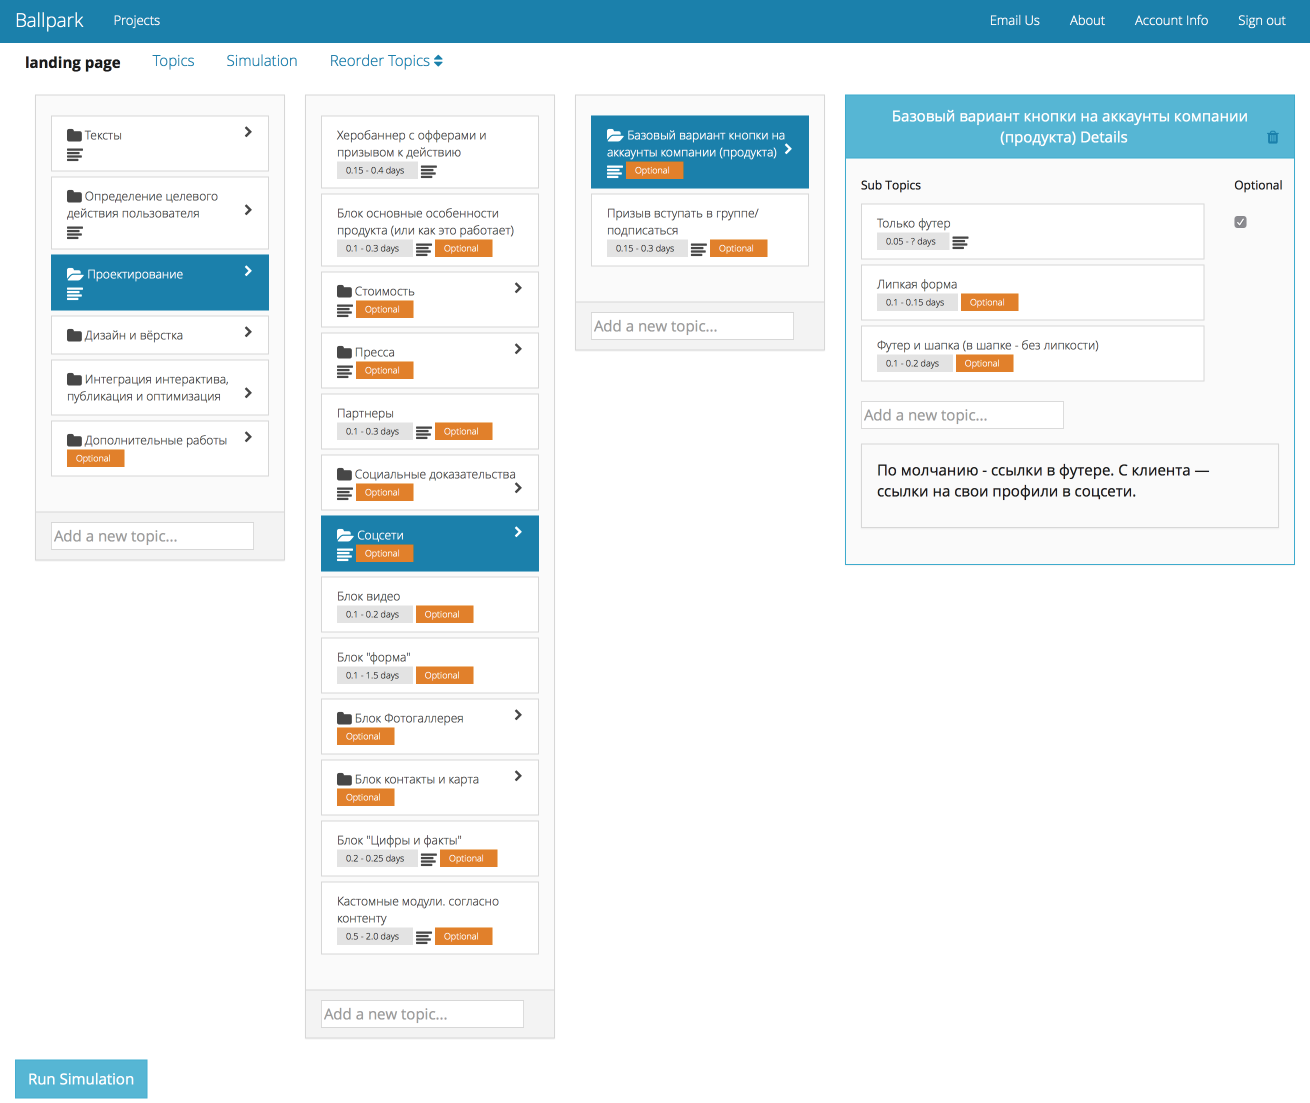 Ballpark
Projects
Email Us
About
Account Info
Sign out
landing page
Topics
Simulation
Reorder Topics
Тексты
Определение целевого
действия пользователя
Проектирование
Дизайн и вёрстка
Интеграция интерактива,
публикация и оптимизация
Дополнительные работы
Optional
Add a new topic...
Херобаннер с офферами и
призывом к действию
0.15 - 0.4 days
Блок основные особенности
продукта (или как это работает)
0.1 - 0.3 days Optional
Стоимость
Optional
Пресса
Optional
Партнеры
0.1 - 0.3 days Optional
Социальные доказательства
Optional
Соцсети
Optional
Блок видео
0.1 - 0.2 days Optional
Блок "форма"
0.1 - 1.5 days Optional
Блок Фотогаллерея
Optional
Блок контакты и карта
Optional
Блок "Цифры и факты"
0.2 - 0.25 days Optional
Кастомные модули. согласно
контенту
0.5 - 2.0 days Optional
Add a new topic...
Базовый вариант кнопки на
аккаунты компании (продукта)
Optional
Призыв вступать в группе/
подписаться
0.15 - 0.3 days Optional
Add a new topic...
Базовый вариант кнопки на аккаунты компании
(продукта) Details
Sub Topics
Optional
Только футер
0.05 - ? days
Липкая форма
0.1 - 0.15 days Optional
Футер и шапка (в шапке - без липкости)
0.1 - 0.2 days Optional
Add a new topic...
По молчанию - ссылки в футере. С клиента —
ссылки на свои профили в соцсети.
Run Simulation